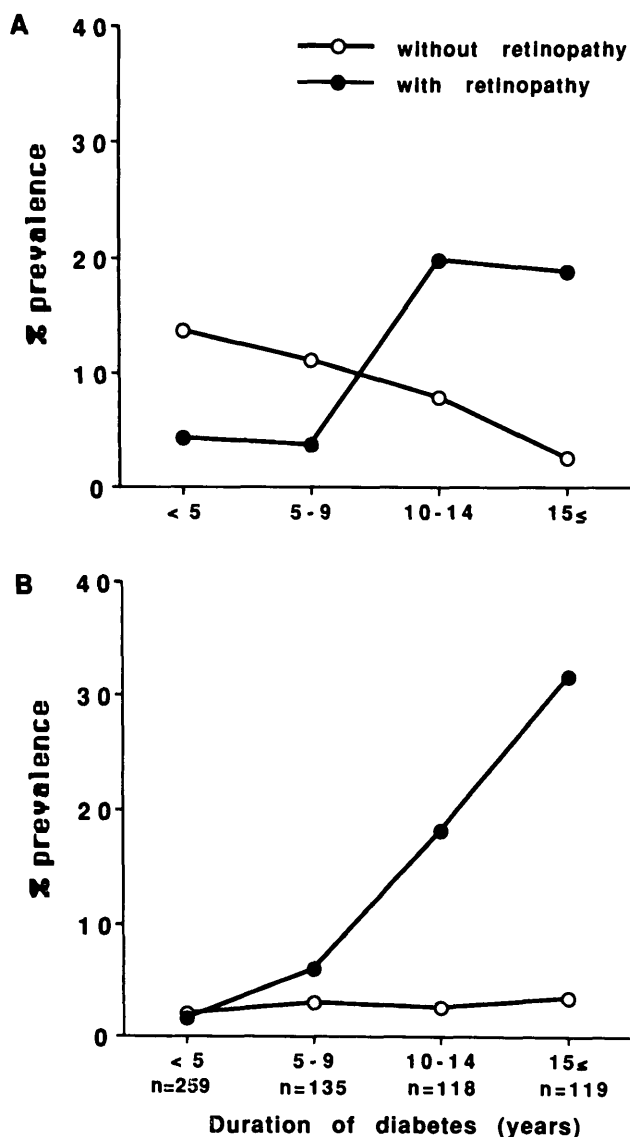 A
40
30
20
10
0
% prevalence
without retinopathy
with retinopathy
< 5 5-9 10-14 15≤
B
40
30
20
10
0
% prevalence
< 5 5-9 10-14 15≤
n=259 n=135 n=118 n=119
Duration of diabetes (years)